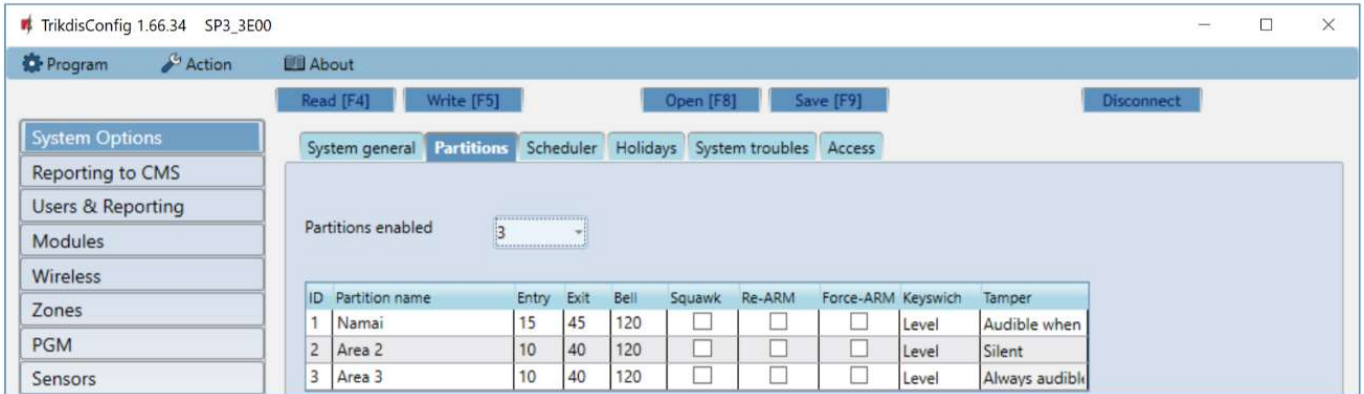 TrikdisConfig 1.66.34 SP3_3E00
Program Action About
Read [F4] Write [F5] Open [F8] Save [F9] Disconnect
System Options
Reporting to CMS
Users & Reporting
Modules
Wireless
Zones
PGM
Sensors
System general Partitions Scheduler Holidays System troubles Access
Partitions enabled 3
ID Partition name Entry Exit Bell Squawk Re-ARM Force-ARM Keyswich Tamper
1 Namai 15 45 120 Level Audible when
2 Area 2 10 40 120 Level Silent
3 Area 3 10 40 120 Level Always audible